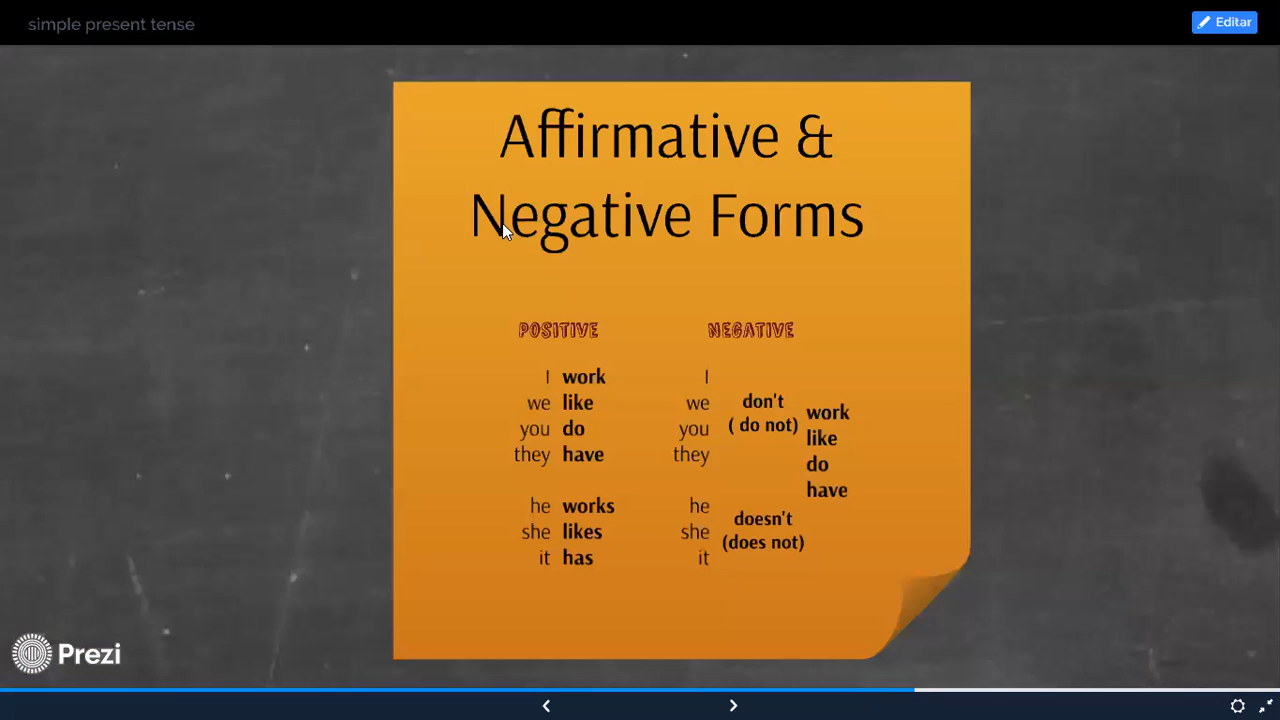 simple present tense
Editar
Affirmative &
Negative Forms
POSITIVE
NEGATIVE
I work
we like
you do
they have
he works
she likes
it has
I
we
you
they
don't
( do not)
work
like
do
have
he
she
it
doesn't
(does not)
Prezi